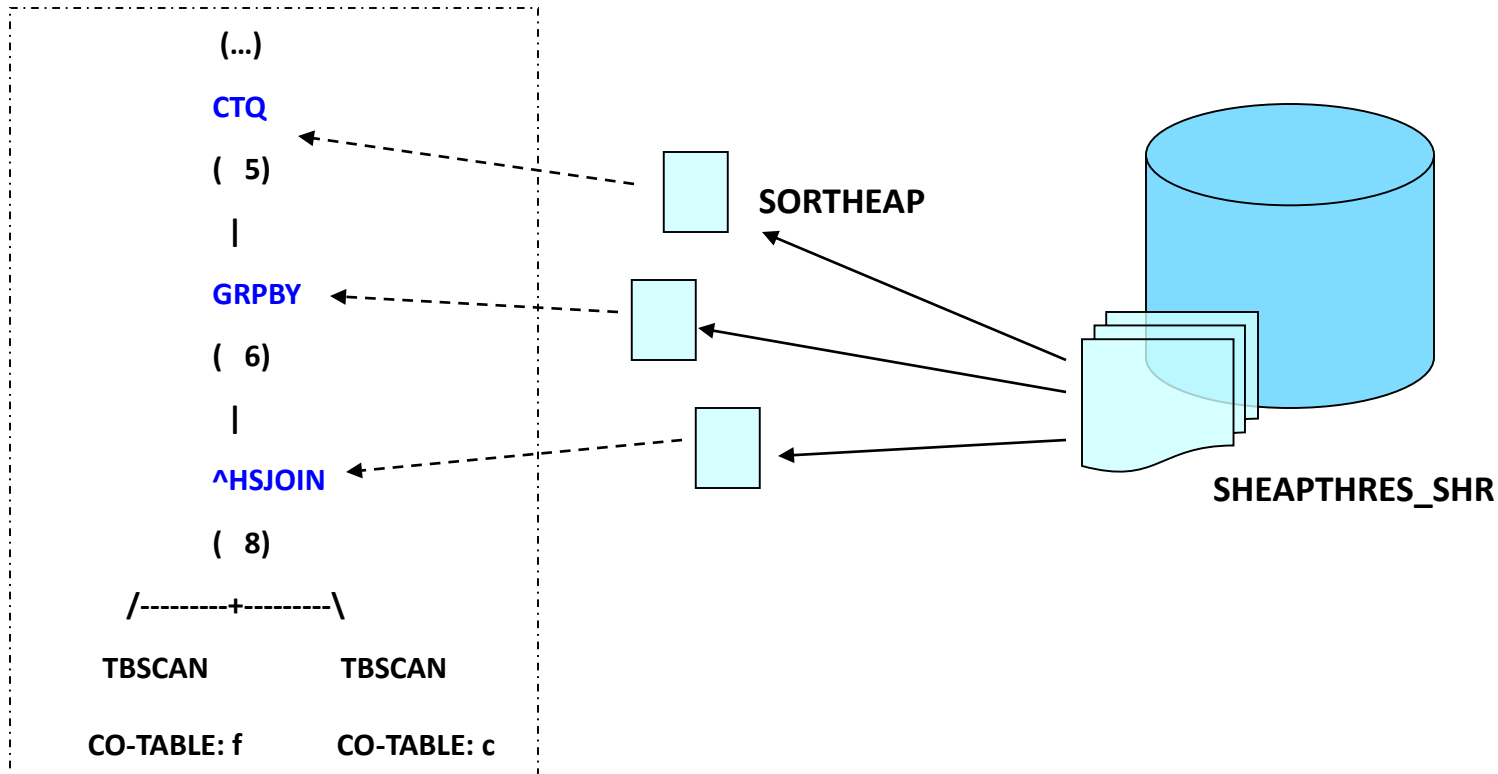 (…)
CTQ
( 5)
|
GRPBY
( 6)
|
^HSJOIN
( 8)
/---------+---------\
TBSCAN TBSCAN
CO-TABLE: f CO-TABLE: c
SORTHEAP
SHEAPTHRES_SHR